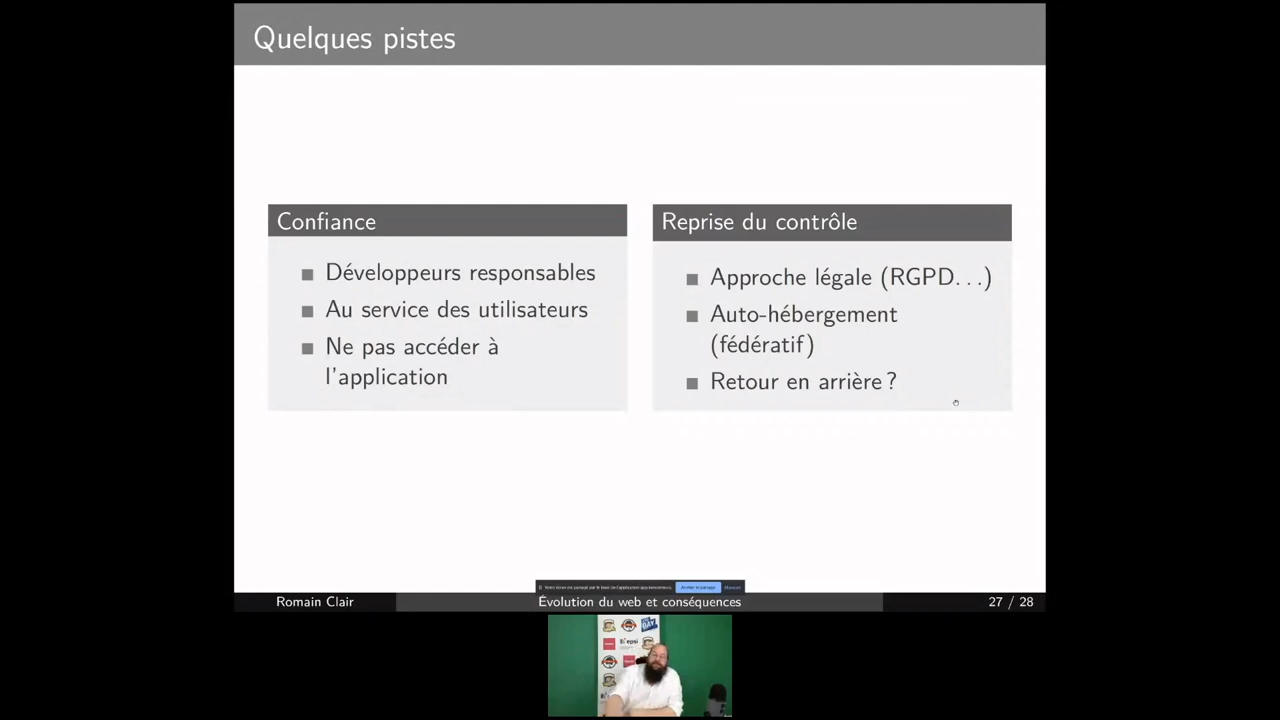 Quelques pistes
Confiance
Développeurs responsables
Au service des utilisateurs
Ne pas accéder à
l'application
Reprise du contrôle
Approche légale (RGPD...)
Auto-hébergement
(fédératif)
Retour en arrière ?
Romain Clair
Évolution du web et conséquences
27 / 28
epsi